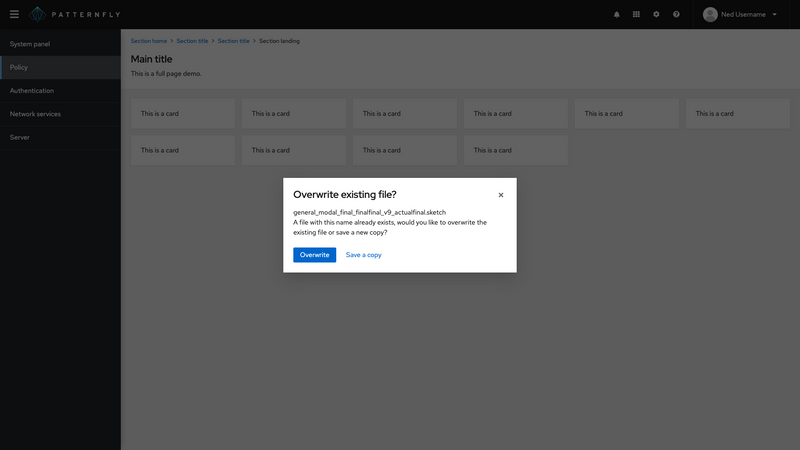 PATTERNFLY
Ned Username
System panel
Policy
Authentication
Network services
Server
Section home > Section title > Section title > Section landing
Main title
This is a full page demo.
This is a card
This is a card
This is a card
This is a card
This is a card
This is a card
This is a card
This is a card
This is a card
This is a card
Overwrite existing file?
general_modal_final_finalfinal_v9_actualfinal.sketch
A file with this name already exists, would you like to overwrite the
existing file or save a new copy?
Overwrite
Save a copy